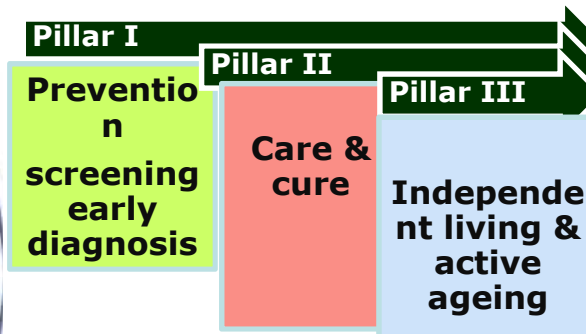 Pillar I
Preventio
n
screening
early
diagnosis
Pillar II
Care &
cure
Pillar III
Independe
nt living &
active
ageing